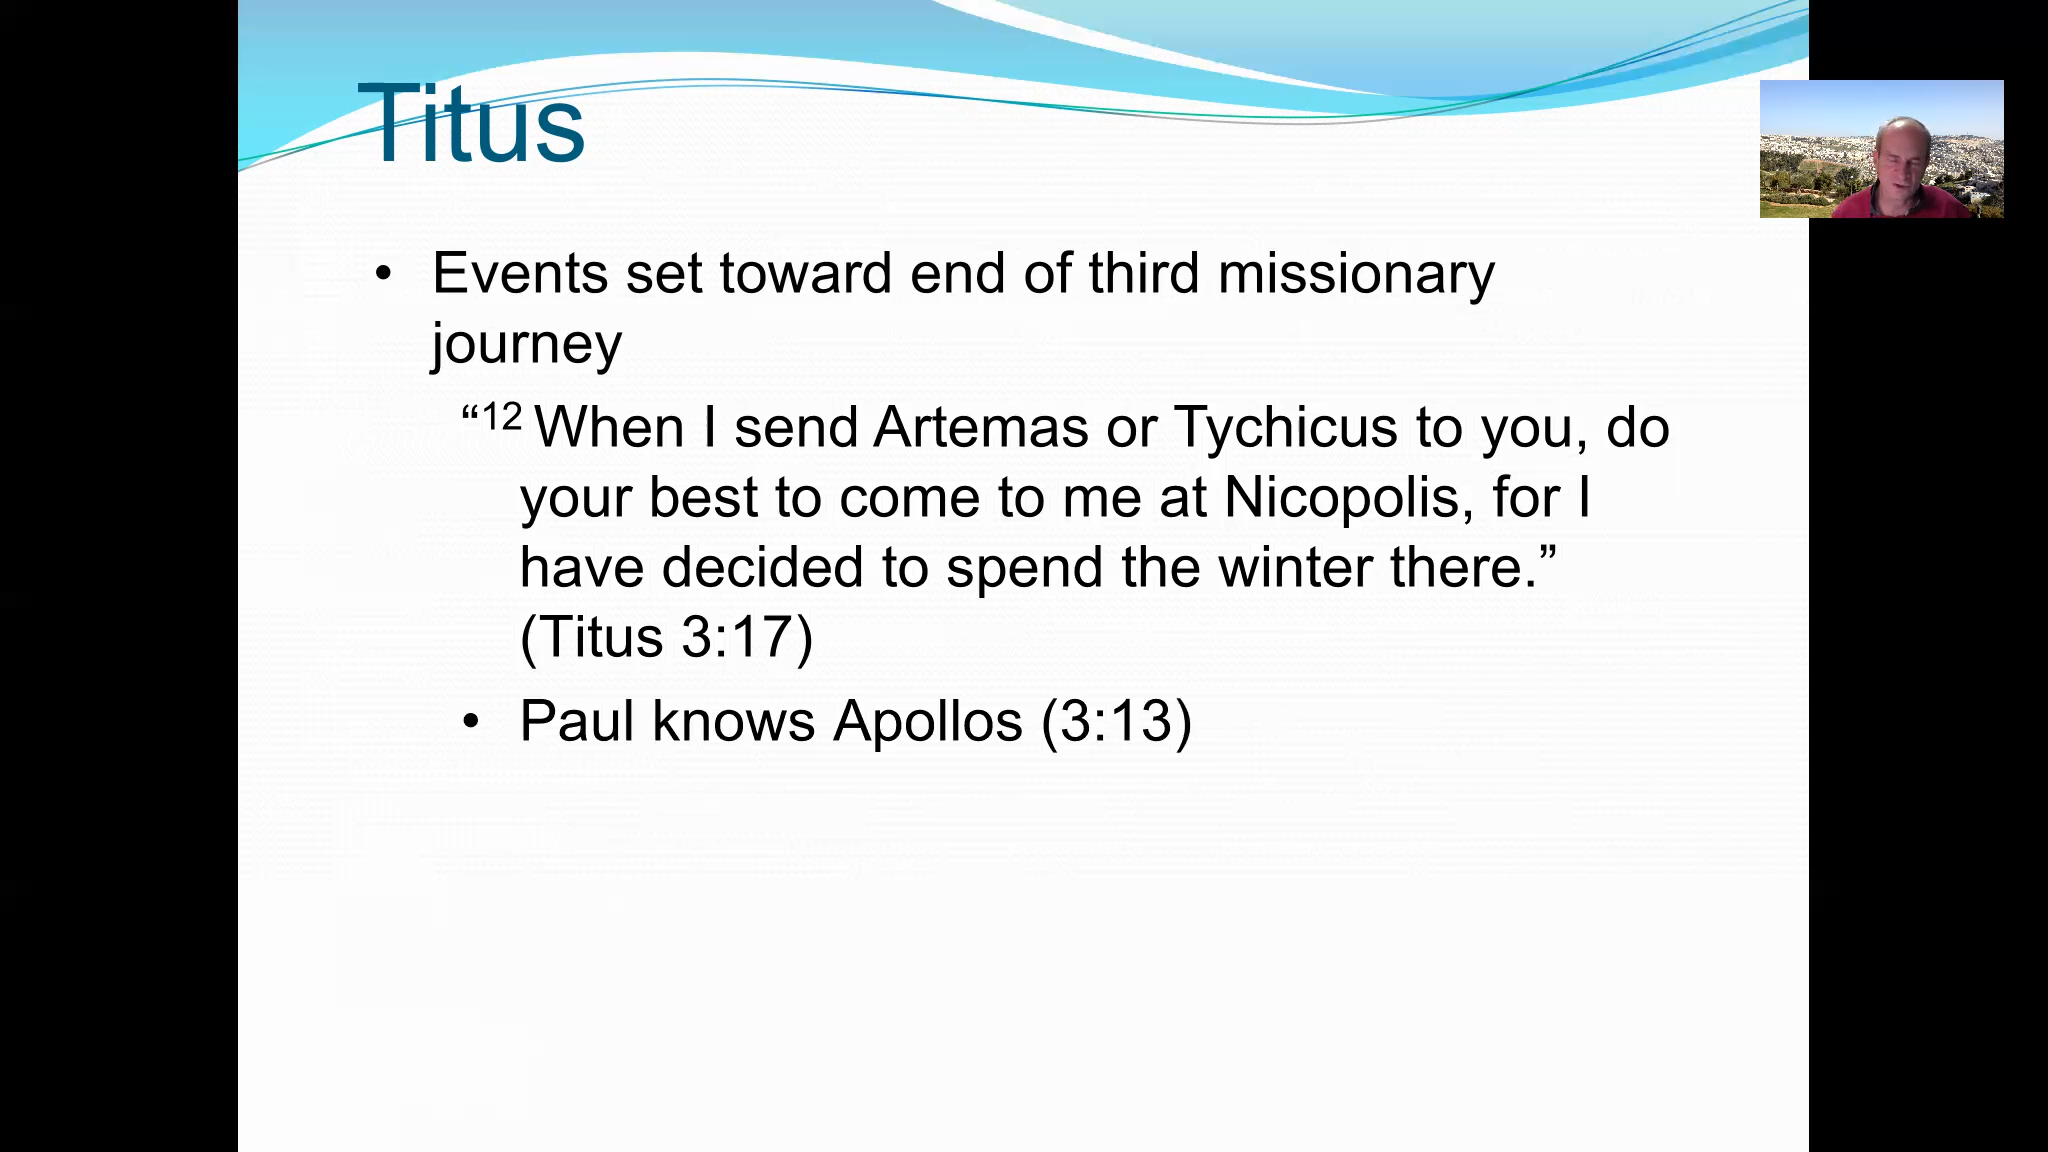 Titus
• Events set toward end of third missionary
journey
“12 When I send Artemas or Tychicus to you, do
your best to come to me at Nicopolis, for I
have decided to spend the winter there.”
(Titus 3:17)
• Paul knows Apollos (3:13)